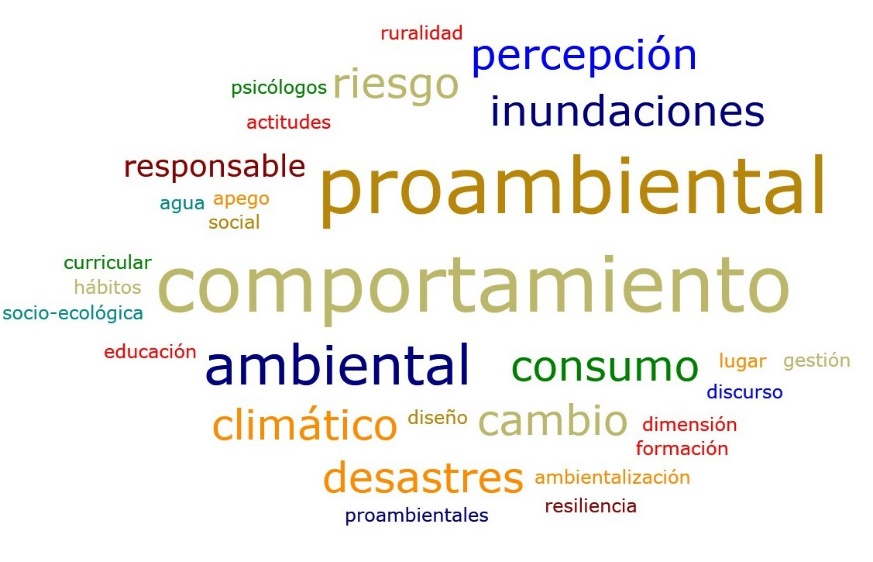 ruralidad
percepción
psicólogos riesgo
inundaciones
actitudes
responsable
proambiental
agua apego
social
curricular
comportamiento
hábitos
socio-ecológica
educación
ambiental
consumo
lugar gestión
discurso
climático diseño cambio
dimensión
formación
desastres
ambientalización
resiliencia
proambientales